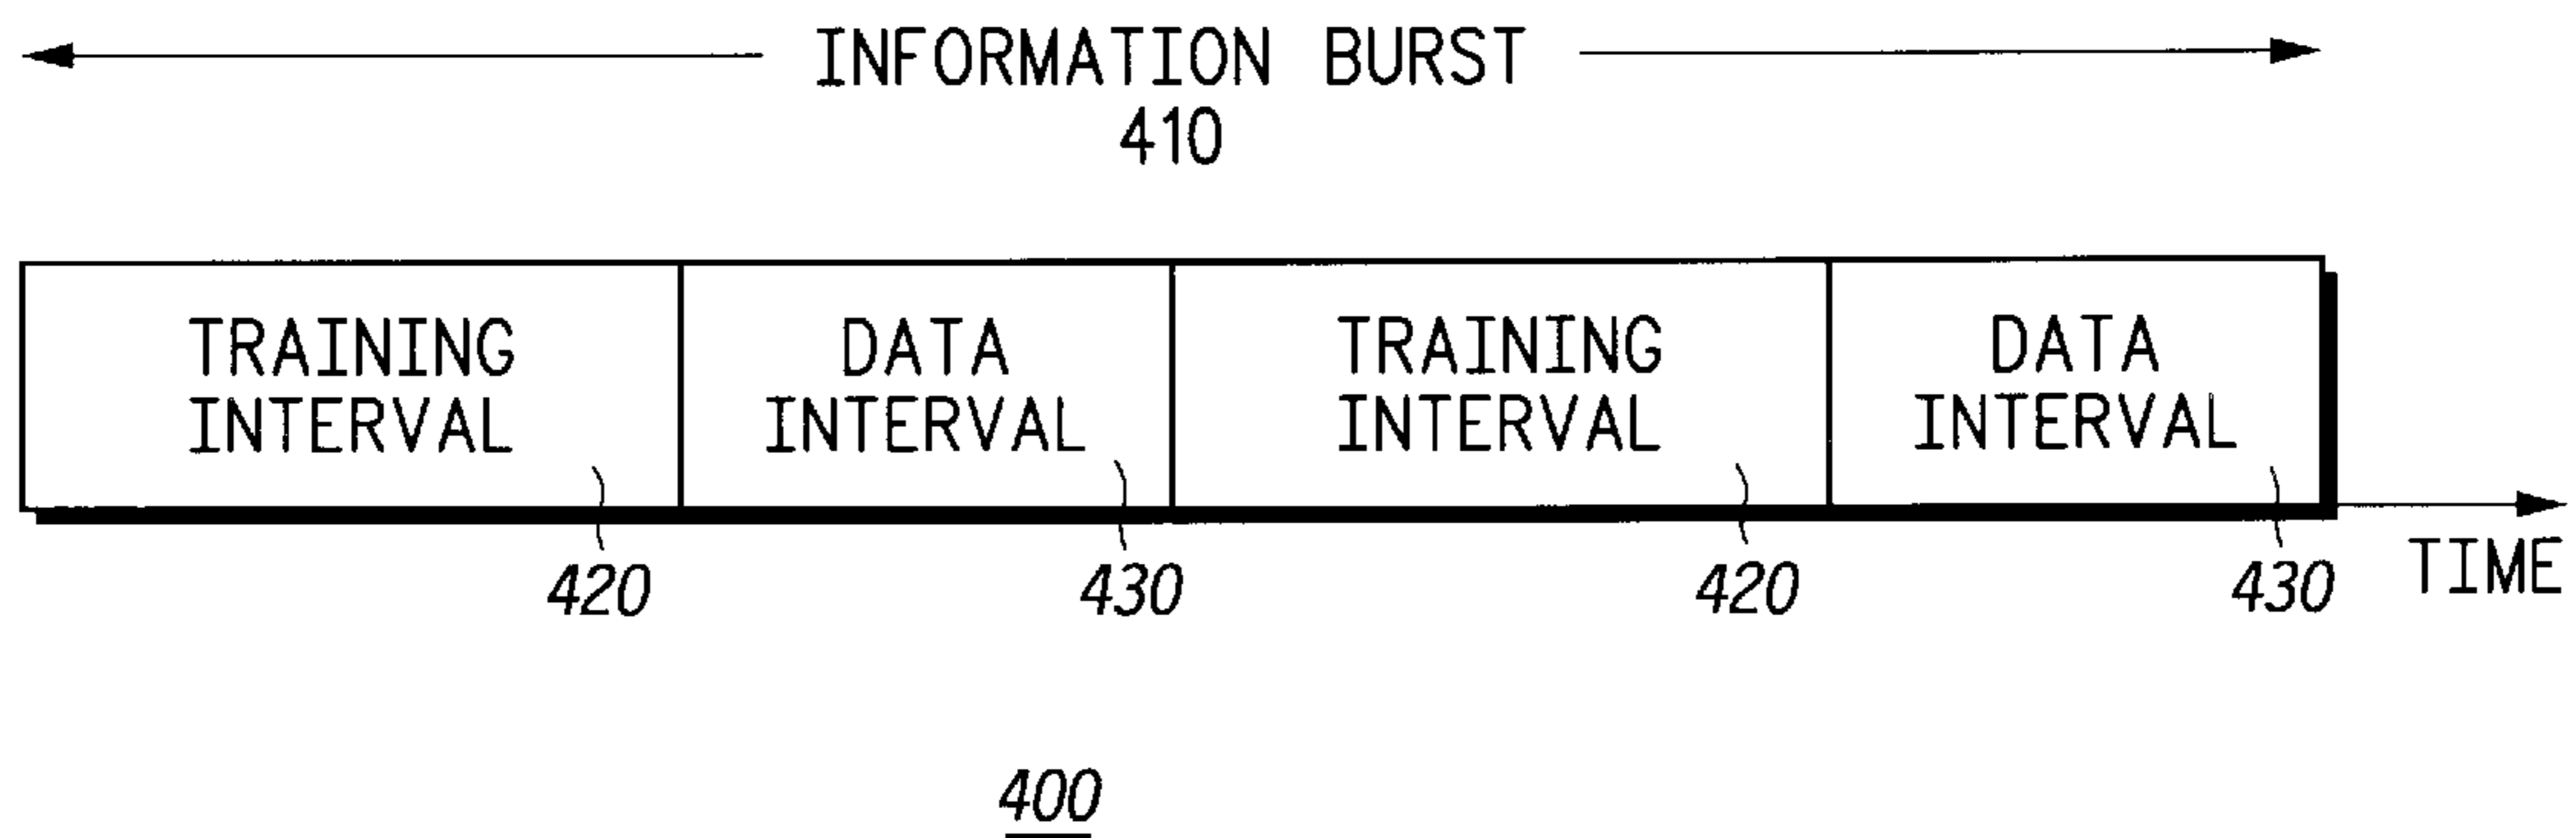 INFORMATION BURST
410
TRAINING
INTERVAL
DATA
INTERVAL
TRAINING
INTERVAL
DATA
INTERVAL
420
430
420
430
TIME
400